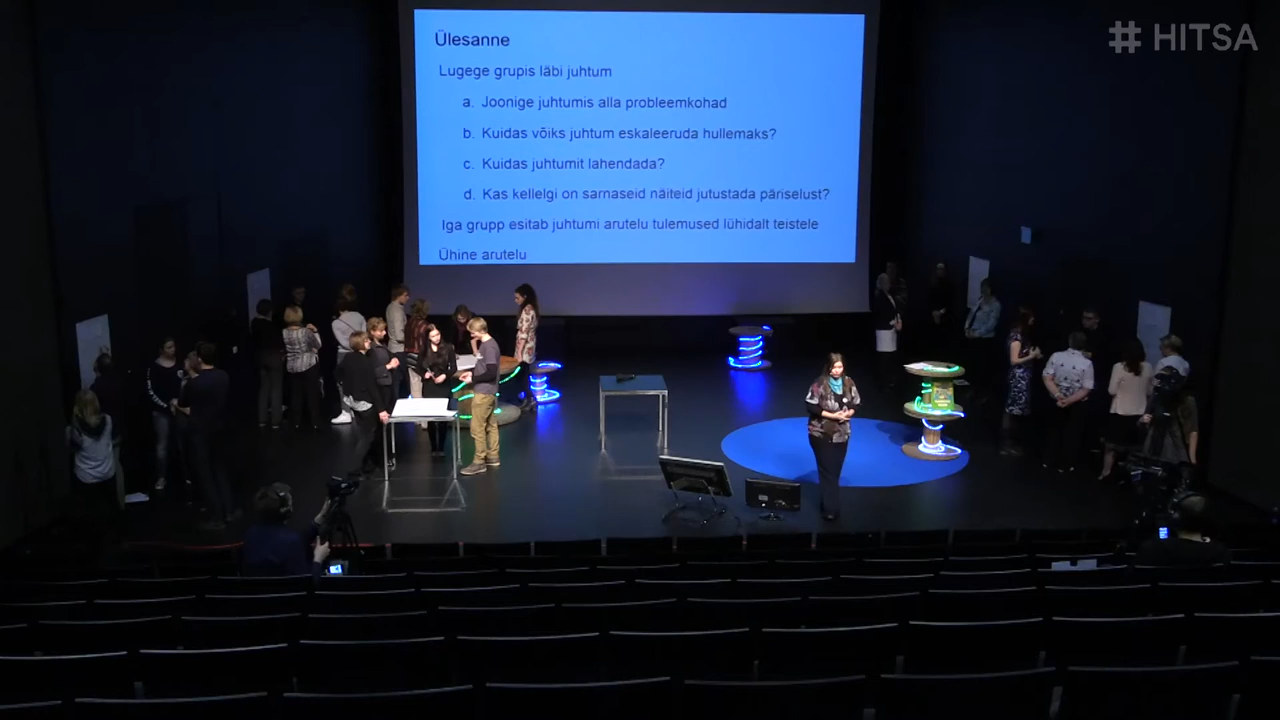 # HITSA
Ülesanne
Lugege grupis läbi juhtum
a. Joonige juhtumis alla probleemkohad
b. Kuidas võiks juhtum eskaleeruda hullemaks?
c. Kuidas juhtumit lahendada?
d. Kas kellelgi on sarnaseid näiteid jutustada päriselust?
Iga grupp esitab juhtumi arutelu tulemused lühidalt teistele
Ühine arutelu